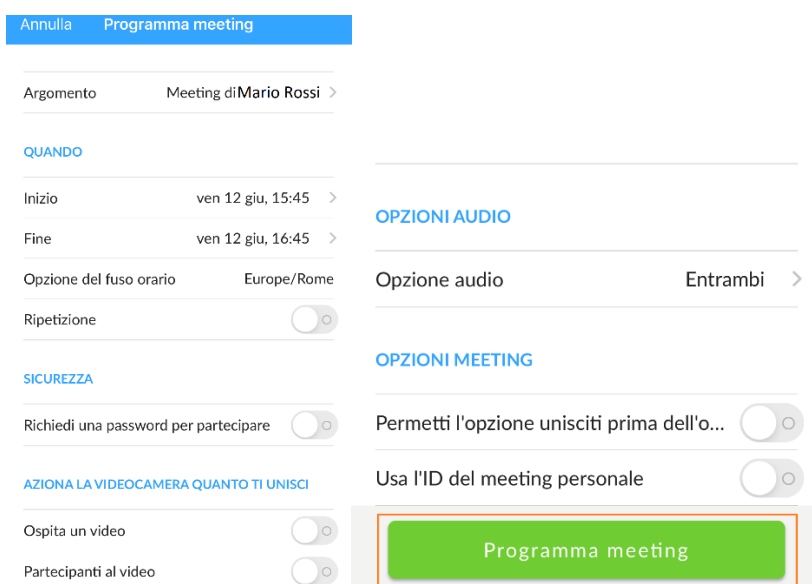 Annulla Programma meeting
Argomento Meeting di Mario Rossi
QUANDO
Inizio ven 12 giu, 15:45
Fine ven 12 giu, 16:45
Opzione del fuso orario Europe/Rome
Ripetizione
SICUREZZA
Richiedi una password per partecipare
AZIONA LA VIDEOCAMERA QUANTO TI UNISCI
Ospita un video
Partecipanti al video
OPZIONI AUDIO
Opzione audio Entrambi
OPZIONI MEETING
Permetti l'opzione unisciti prima dell'o...
Usa l'ID del meeting personale
Programma meeting